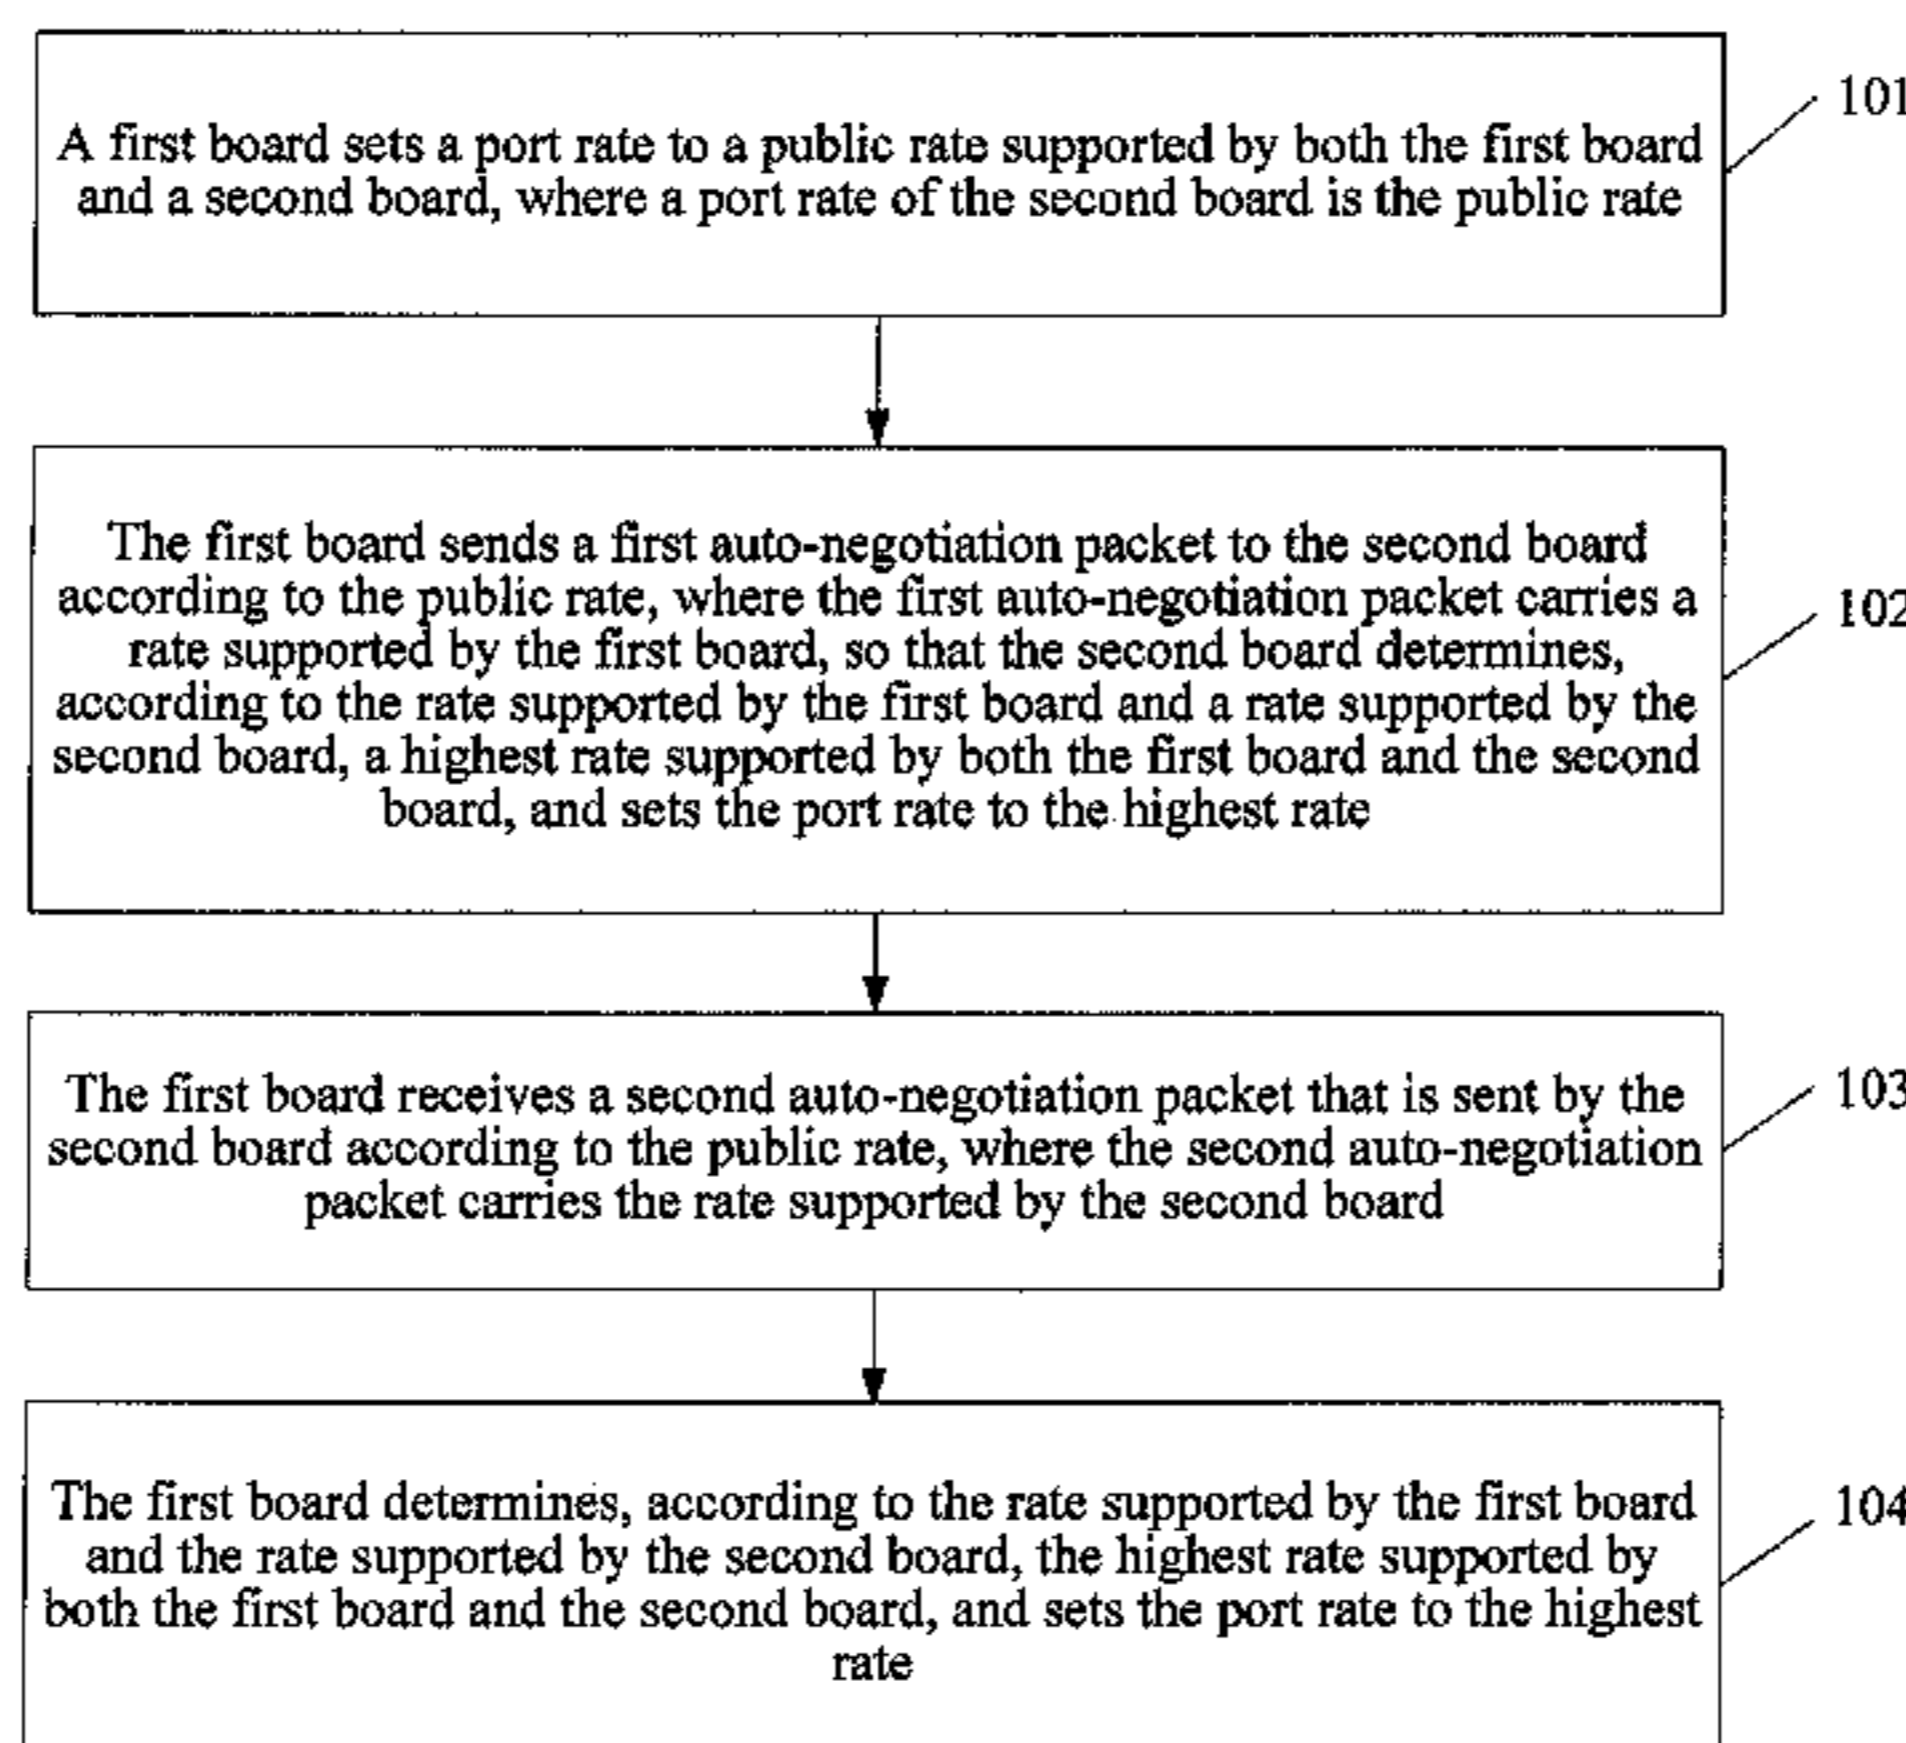 A first board sets a port rate to a public rate supported by both the first board
and a second board, where a port rate of the second board is the public rate
101
The first board sends a first auto-negotiation packet to the second board
according to the public rate, where the first auto-negotiation packet carries a
rate supported by the first board, so that the second board determines,
according to the rate supported by the first board and a rate supported by the
second board, a highest rate supported by both the first board and the second
board, and sets the port rate to the highest rate
102
The first board receives a second auto-negotiation packet that is sent by the
second board according to the public rate, where the second auto-negotiation
packet carries the rate supported by the second board
103
The first board determines, according to the rate supported by the first board
and the rate supported by the second board, the highest rate supported by
both the first board and the second board, and sets the port rate to the highest
rate
104